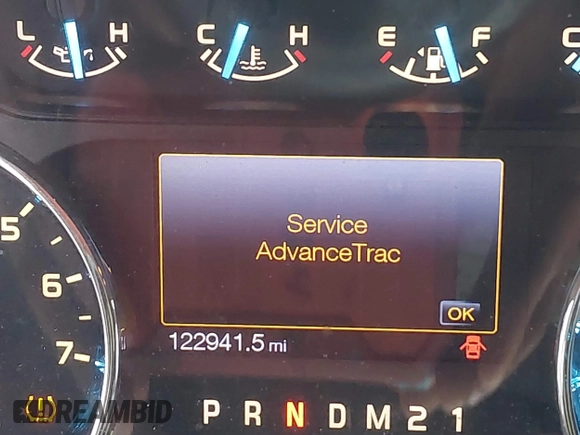 L H C H E F C
Service
AdvanceTrac
OK
5
6
7
122941.5 mi
DREAMBID
P R N D M 2 1